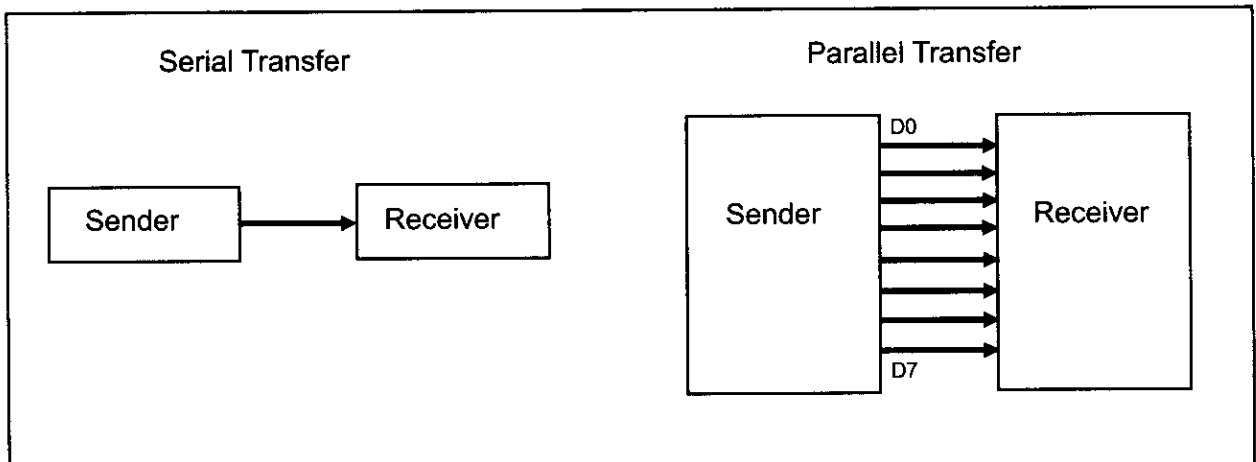 Serial Transfer
Parallel Transfer
Sender
Receiver
D0
Sender
Receiver
D7